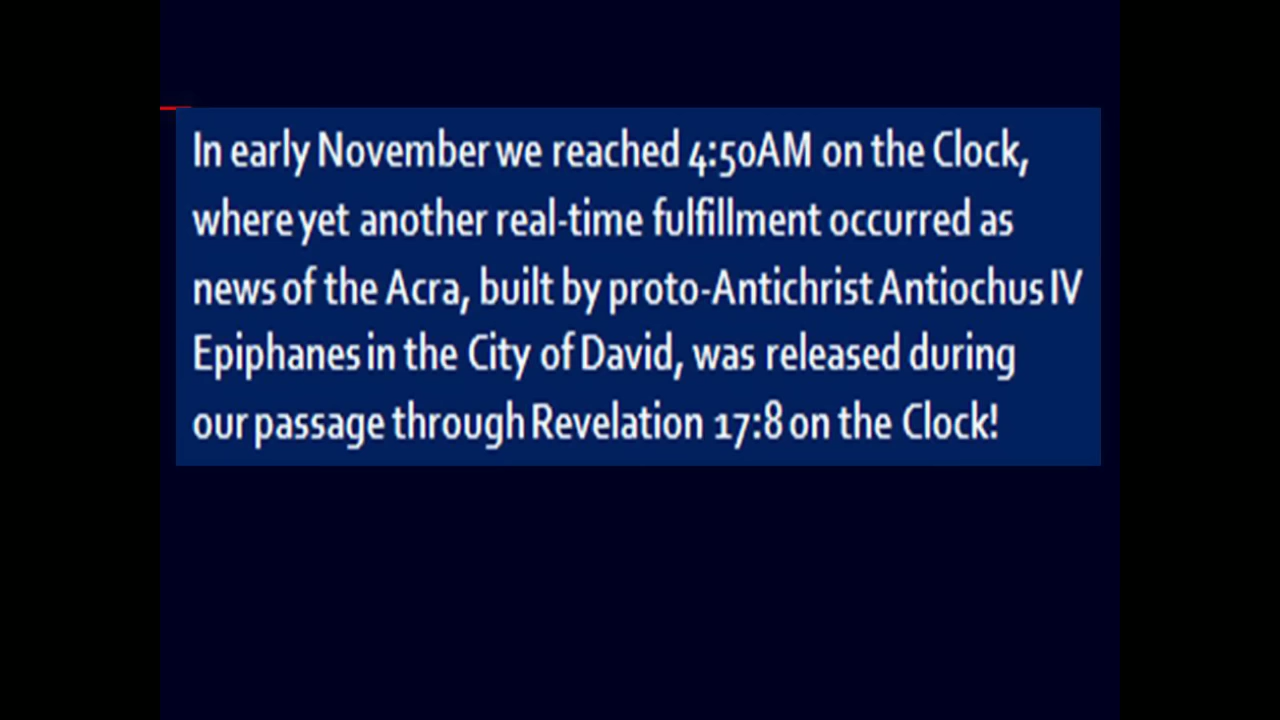 In early November we reached 4:50AM on the Clock,
where yet another real-time fulfillment occurred as
news of the Acra, built by proto-Antichrist Antiochus IV
Epiphanes in the City of David, was released during
our passage through Revelation 17:8 on the Clock!